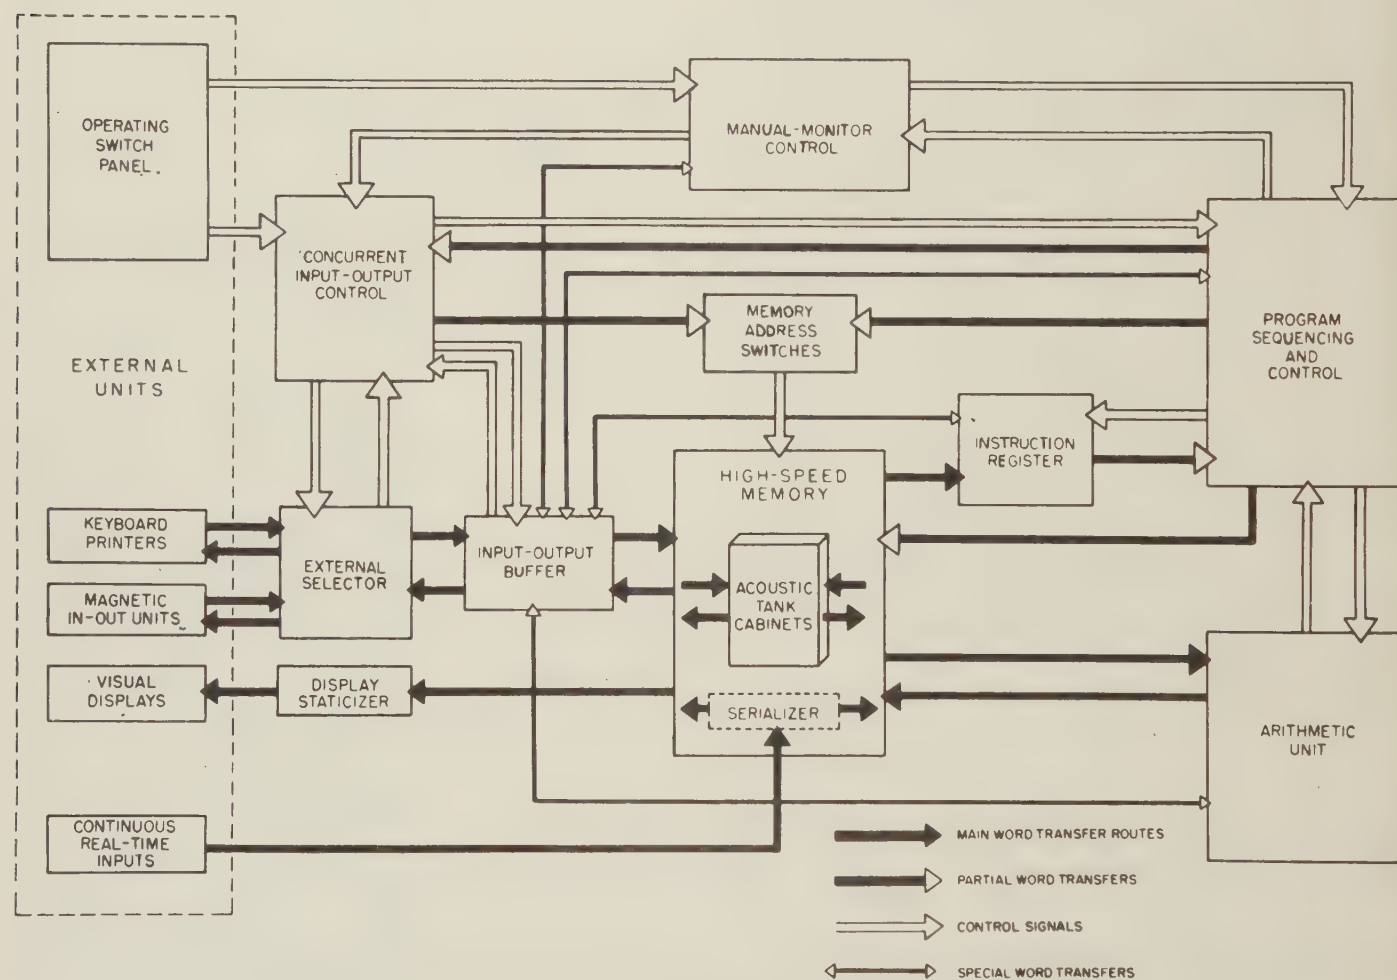 OPERATING
SWITCH
PANEL
MANUAL-MONITOR
CONTROL
CONCURRENT
INPUT-OUTPUT
CONTROL
MEMORY
ADDRESS
SWITCHES
PROGRAM
SEQUENCING
AND
CONTROL
EXTERNAL
UNITS
INSTRUCTION
REGISTER
HIGH-SPEED
MEMORY
KEYBOARD
PRINTERS
EXTERNAL
SELECTOR
INPUT-OUTPUT
BUFFER
ACOUSTIC
TANK
CABINETS
MAGNETIC
IN-OUT UNITS
VISUAL
DISPLAYS
DISPLAY
STATICIZER
SERIALIZER
ARITHMETIC
UNIT
CONTINUOUS
REAL-TIME
INPUTS
MAIN WORD TRANSFER ROUTES
PARTIAL WORD TRANSFERS
CONTROL SIGNALS
SPECIAL WORD TRANSFERS